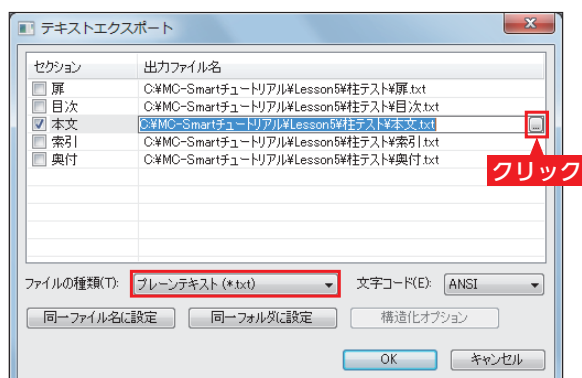 テキストエクスポート
セクション 出力ファイル名
扉 C:¥MC-Smartチュートリアル¥Lesson5¥柱テスト¥扉.txt
目次 C:¥MC-Smartチュートリアル¥Lesson5¥柱テスト¥目次.txt
本文 C:¥MC-Smartチュートリアル¥Lesson5¥柱テスト¥本文.txt ...
索引 C:¥MC-Smartチュートリアル¥Lesson5¥柱テスト¥索引.txt
奥付 C:¥MC-Smartチュートリアル¥Lesson5¥柱テスト¥奥付.txt
クリック
ファイルの種類(T): プレーンテキスト (*.txt) 文字コード(E): ANSI
同一ファイル名に設定 同一フォルダに設定 構造化オプション
OK キャンセル